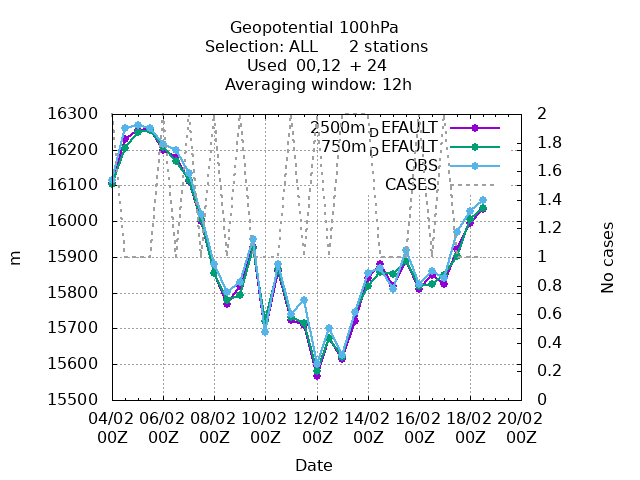 Geopotential 100hPa
Selection: ALL 2 stations
Used 00,12 + 24
Averaging window: 12h
16300
16200
16100
16000
15900
15800
15700
15600
15500
m
2
1.8
1.6
1.4
1.2
1
0.8
0.6
0.4
0.2
0
No cases
2500m DEFAULT
750m DEFAULT
OBS
CASES
04/02 06/02 08/02 10/02 12/02 14/02 16/02 18/02 20/02
00Z 00Z 00Z 00Z 00Z 00Z 00Z 00Z 00Z
Date